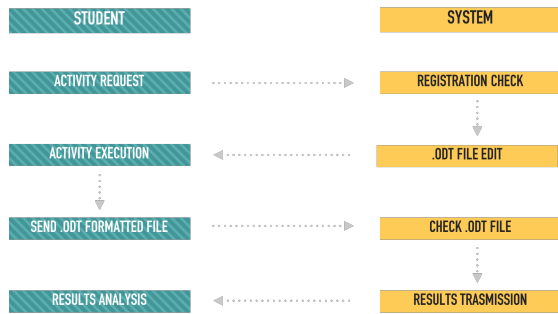 STUDENT
SYSTEM
ACTIVITY REQUEST
REGISTRATION CHECK
ACTIVITY EXECUTION
.ODT FILE EDIT
SEND .ODT FORMATTED FILE
CHECK .ODT FILE
RESULTS ANALYSIS
RESULTS TRASMISSION